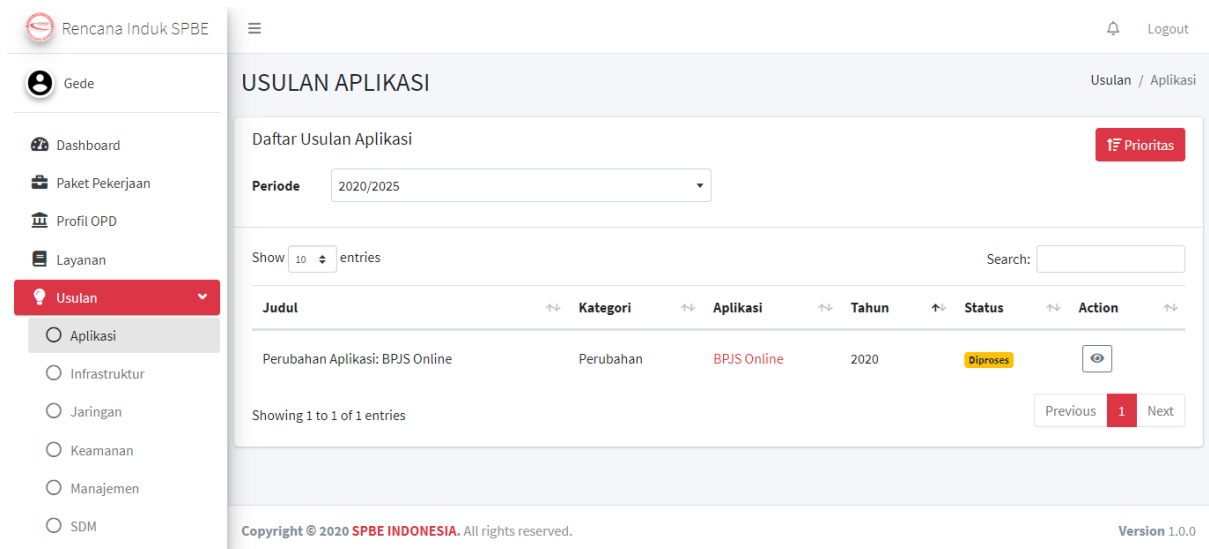 Rencana Induk SPBE
Logout
Gede
USULAN APLIKASI
Usulan / Aplikasi
Dashboard
Paket Pekerjaan
Profil OPD
Layanan
Usulan
Aplikasi
Infrastruktur
Jaringan
Keamanan
Manajemen
SDM
Daftar Usulan Aplikasi
Prioritas
Periode 2020/2025
Show 10 entries
Search:
Judul Kategori Aplikasi Tahun Status Action
Perubahan Aplikasi: BPJS Online Perubahan BPJS Online 2020 Diproses
Showing 1 to 1 of 1 entries
Previous 1 Next
Copyright © 2020 SPBE INDONESIA. All rights reserved.
Version 1.0.0